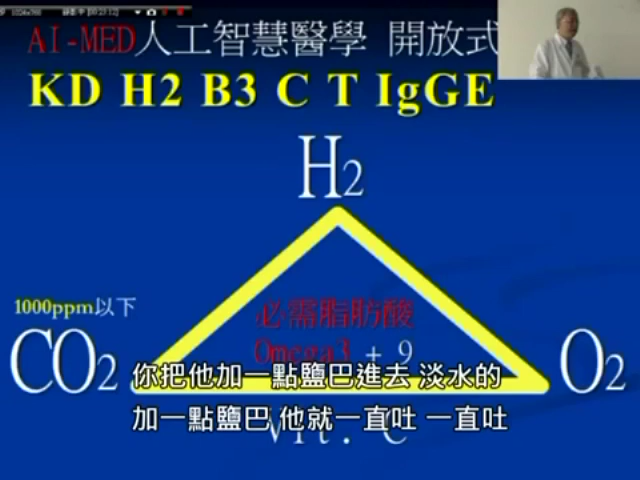 AI-MED人工智慧醫學 開放式
KD H2 B3 C T IgGE
H2
1000ppm以下
必需脂肪酸
CO2
Omega3 + 9
O2
你把他加一點鹽巴進去 淡水的
加一點鹽巴 他就一直吐 一直吐
Vit. C